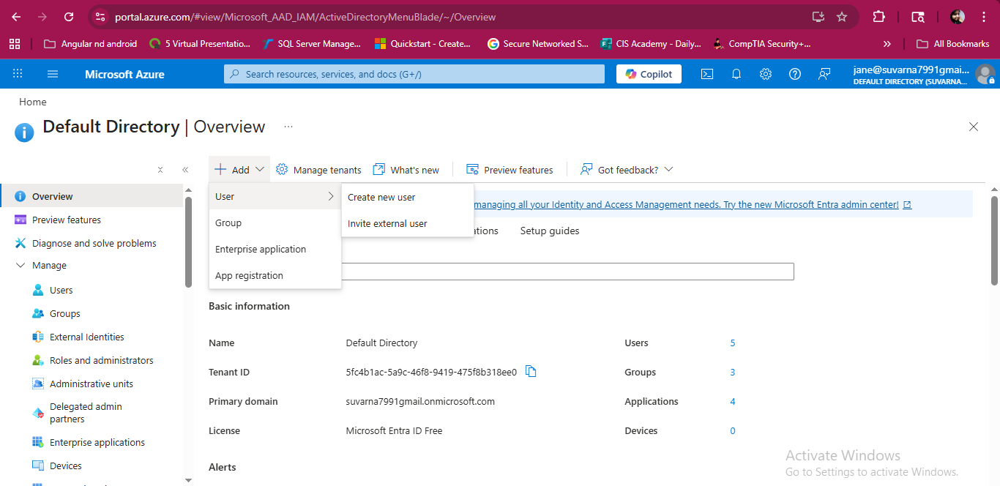 portal.azure.com/#view/Microsoft_AAD_IAM/ActiveDirectoryMenuBlade/~/Overview
Angular nd android
5 Virtual Presentatio...
SQL Server Manage...
Quickstart - Create...
Secure Networked S...
CIS Academy - Daily...
CompTIA Security+...
»
All Bookmarks
Microsoft Azure
Search resources, services, and docs (G+/)
Copilot
jane@suvarna7991gmai...
DEFAULT DIRECTORY (SUVARNA...
Home
Default Directory | Overview
...
Add
Manage tenants
What's new
Preview features
Got feedback?
Overview
Preview features
Diagnose and solve problems
Manage
Users
Groups
External Identities
Roles and administrators
Administrative units
Delegated admin
partners
Enterprise applications
Devices
User
Group
Enterprise application
App registration
Create new user
Invite external user
managing all your Identity and Access Management needs. Try the new Microsoft Entra admin center!
Setup guides
Basic information
Name
Default Directory
Users
5
Tenant ID
5fc4b1ac-5a9c-46f8-9419-475f8b318ee0
Groups
3
Primary domain
suvarna7991gmail.onmicrosoft.com
Applications
4
License
Microsoft Entra ID Free
Devices
0
Alerts
Activate Windows
Go to Settings to activate Windows.